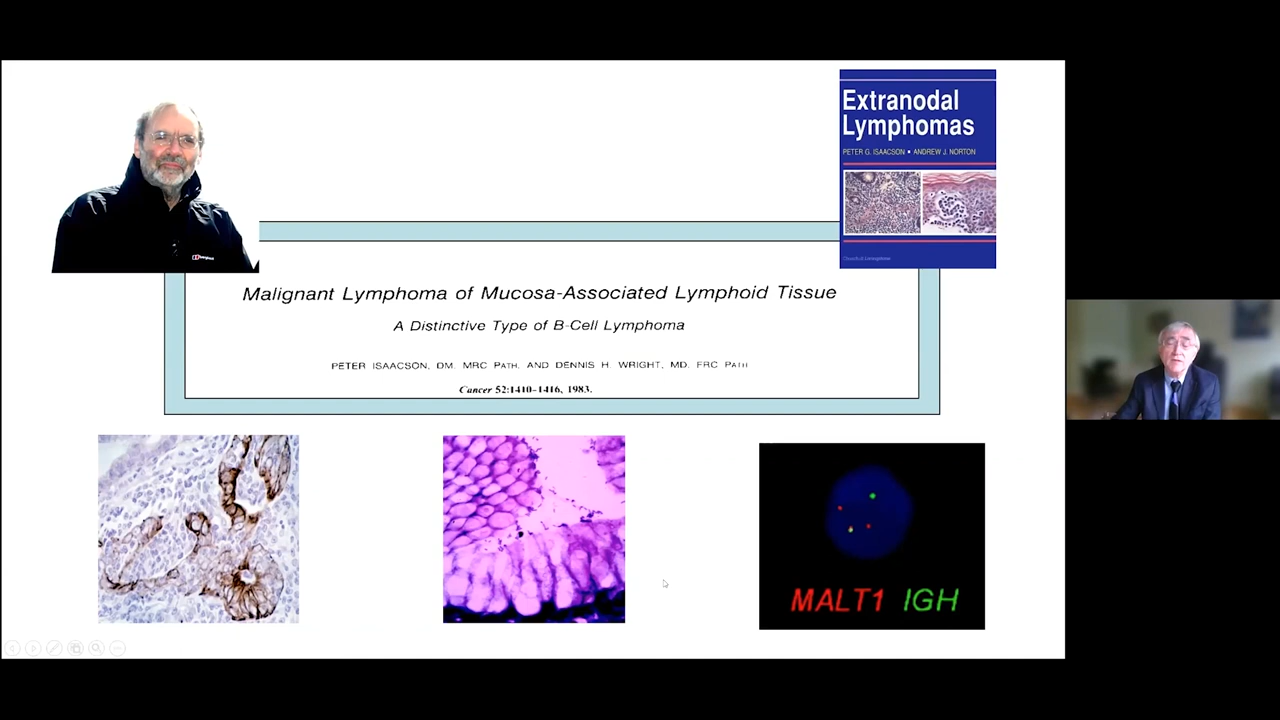 Extranodal
Lymphomas
PETER G. ISAACSON ▪ ANDREW J. NORTON
Malignant Lymphoma of Mucosa-Associated Lymphoid Tissue
A Distinctive Type of B-Cell Lymphoma
PETER ISAACSON, DM, MRC PATH, AND DENNIS H. WRIGHT, MD, FRC PATH
Cancer 52:1410–1416, 1983.
MALT1 IGH